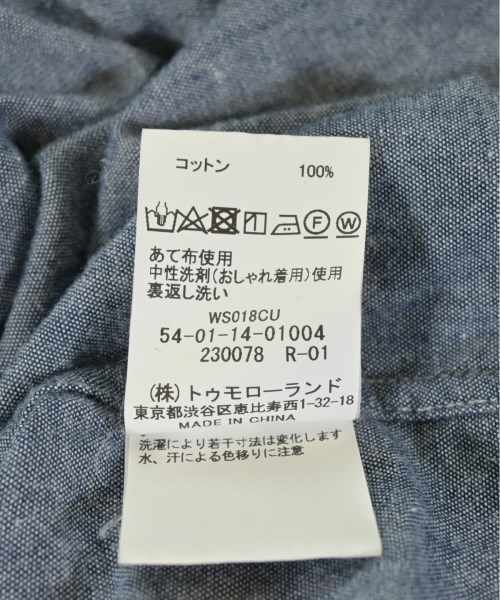 コットン 100%
F W
あて布使用
中性洗剤(おしゃれ着用)使用
裏返し洗い
WS018CU
54-01-14-01004
230078 R-01
(株)トゥモローランド
東京都渋谷区恵比寿西1-32-18
MADE IN CHINA
洗濯により若干寸法は変化します
水、汗による色移りに注意